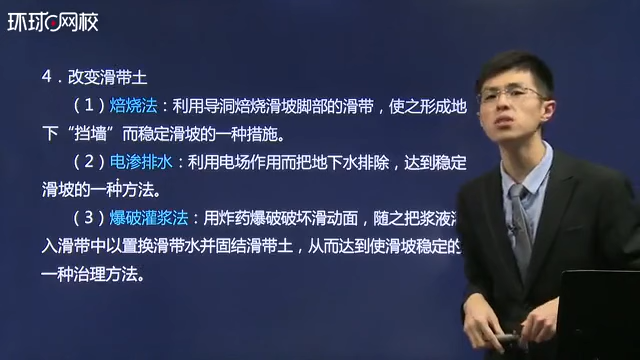 环球网校
4．改变滑带土
（1）焙烧法：利用导洞焙烧滑坡脚部的滑带，使之形成地
下“挡墙”而稳定滑坡的一种措施。
（2）电渗排水：利用电场作用而把地下水排除，达到稳定
滑坡的一种方法。
（3）爆破灌浆法：用炸药爆破破坏滑动面，随之把浆液灌
入滑带中以置换滑带水并固结滑带土，从而达到使滑坡稳定的
一种治理方法。